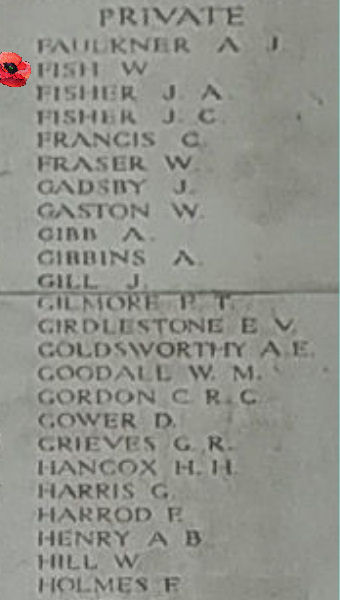 PRIVATE
FAULKNER A. J.
FISH W.
FISHER J. A.
FISHER J. C.
FRANCIS C.
FRASER W.
GADSBY J.
GASTON W.
GIBB A.
GIBBINS A.
GILL J.
GILMORE P. T.
GIRDLESTONE E. V.
GOLDSWORTHY A. E.
GOODALL W. M.
GORDON C. R. G.
GOWER D.
GRIEVES G. R.
HANCOX H. H.
HARRIS G.
HARROD F.
HENRY A. B.
HILL W.
HOLMES F.